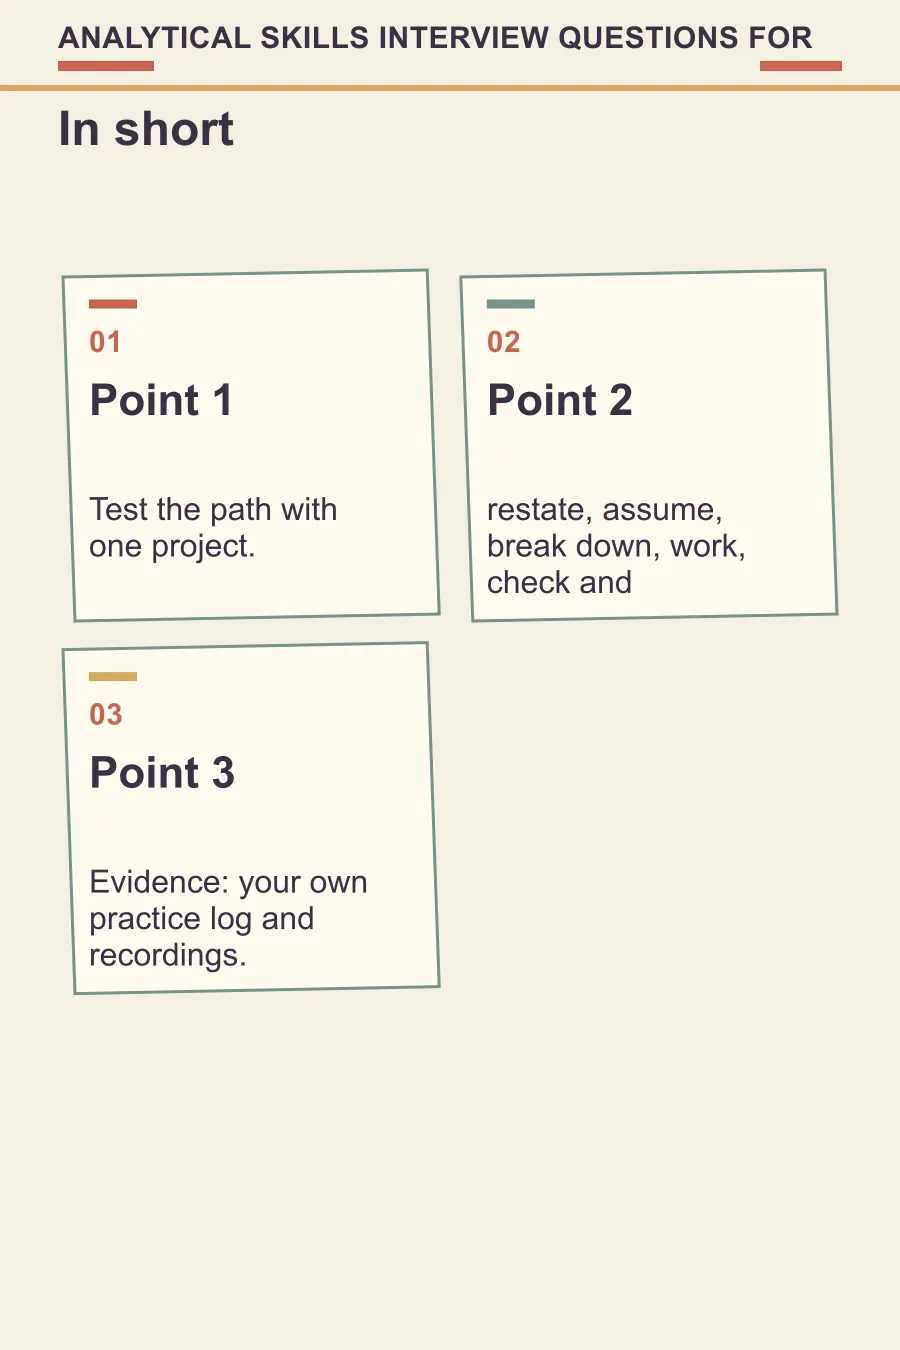 ANALYTICAL SKILLS INTERVIEW QUESTIONS FOR
In short
01
Point 1
Test the path with
one project.
02
Point 2
restate, assume,
break down, work,
check and
03
Point 3
Evidence: your own
practice log and
recordings.